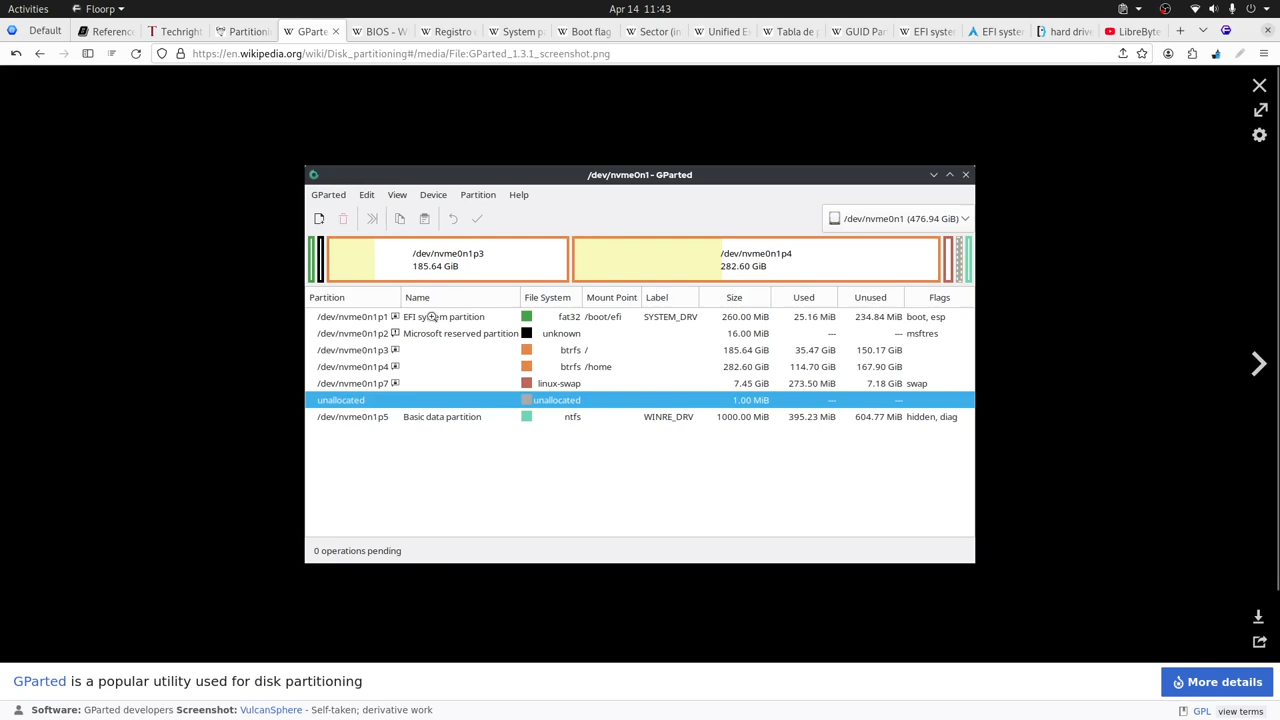 Activities Floorp Apr 14 11:43
Default Reference Techright Partitioni GParte BIOS - W Registro System pa Boot flag Sector (in Unified Ex Tabla de GUID Par EFI syste EFI syste hard drive LibreByte
https://en.wikipedia.org/wiki/Disk_partitioning#/media/File:GParted_1.3.1_screenshot.png
/dev/nvme0n1 - GParted
GParted Edit View Device Partition Help
/dev/nvme0n1 (476.94 GiB)
/dev/nvme0n1p3 /dev/nvme0n1p4
185.64 GiB 282.60 GiB
Partition Name File System Mount Point Label Size Used Unused Flags
/dev/nvme0n1p1 EFI system partition fat32 /boot/efi SYSTEM_DRV 260.00 MiB 25.16 MiB 234.84 MiB boot, esp
/dev/nvme0n1p2 Microsoft reserved partition unknown 16.00 MiB --- --- msftres
/dev/nvme0n1p3 btrfs / 185.64 GiB 35.47 GiB 150.17 GiB
/dev/nvme0n1p4 btrfs /home 282.60 GiB 114.70 GiB 167.90 GiB
/dev/nvme0n1p7 linux-swap 7.45 GiB 273.50 MiB 7.18 GiB swap
unallocated unallocated 1.00 MiB --- ---
/dev/nvme0n1p5 Basic data partition ntfs WINRE_DRV 1000.00 MiB 395.23 MiB 604.77 MiB hidden, diag
0 operations pending
GParted is a popular utility used for disk partitioning
More details
Software: GParted developers Screenshot: VulcanSphere - Self-taken; derivative work
GPL view terms